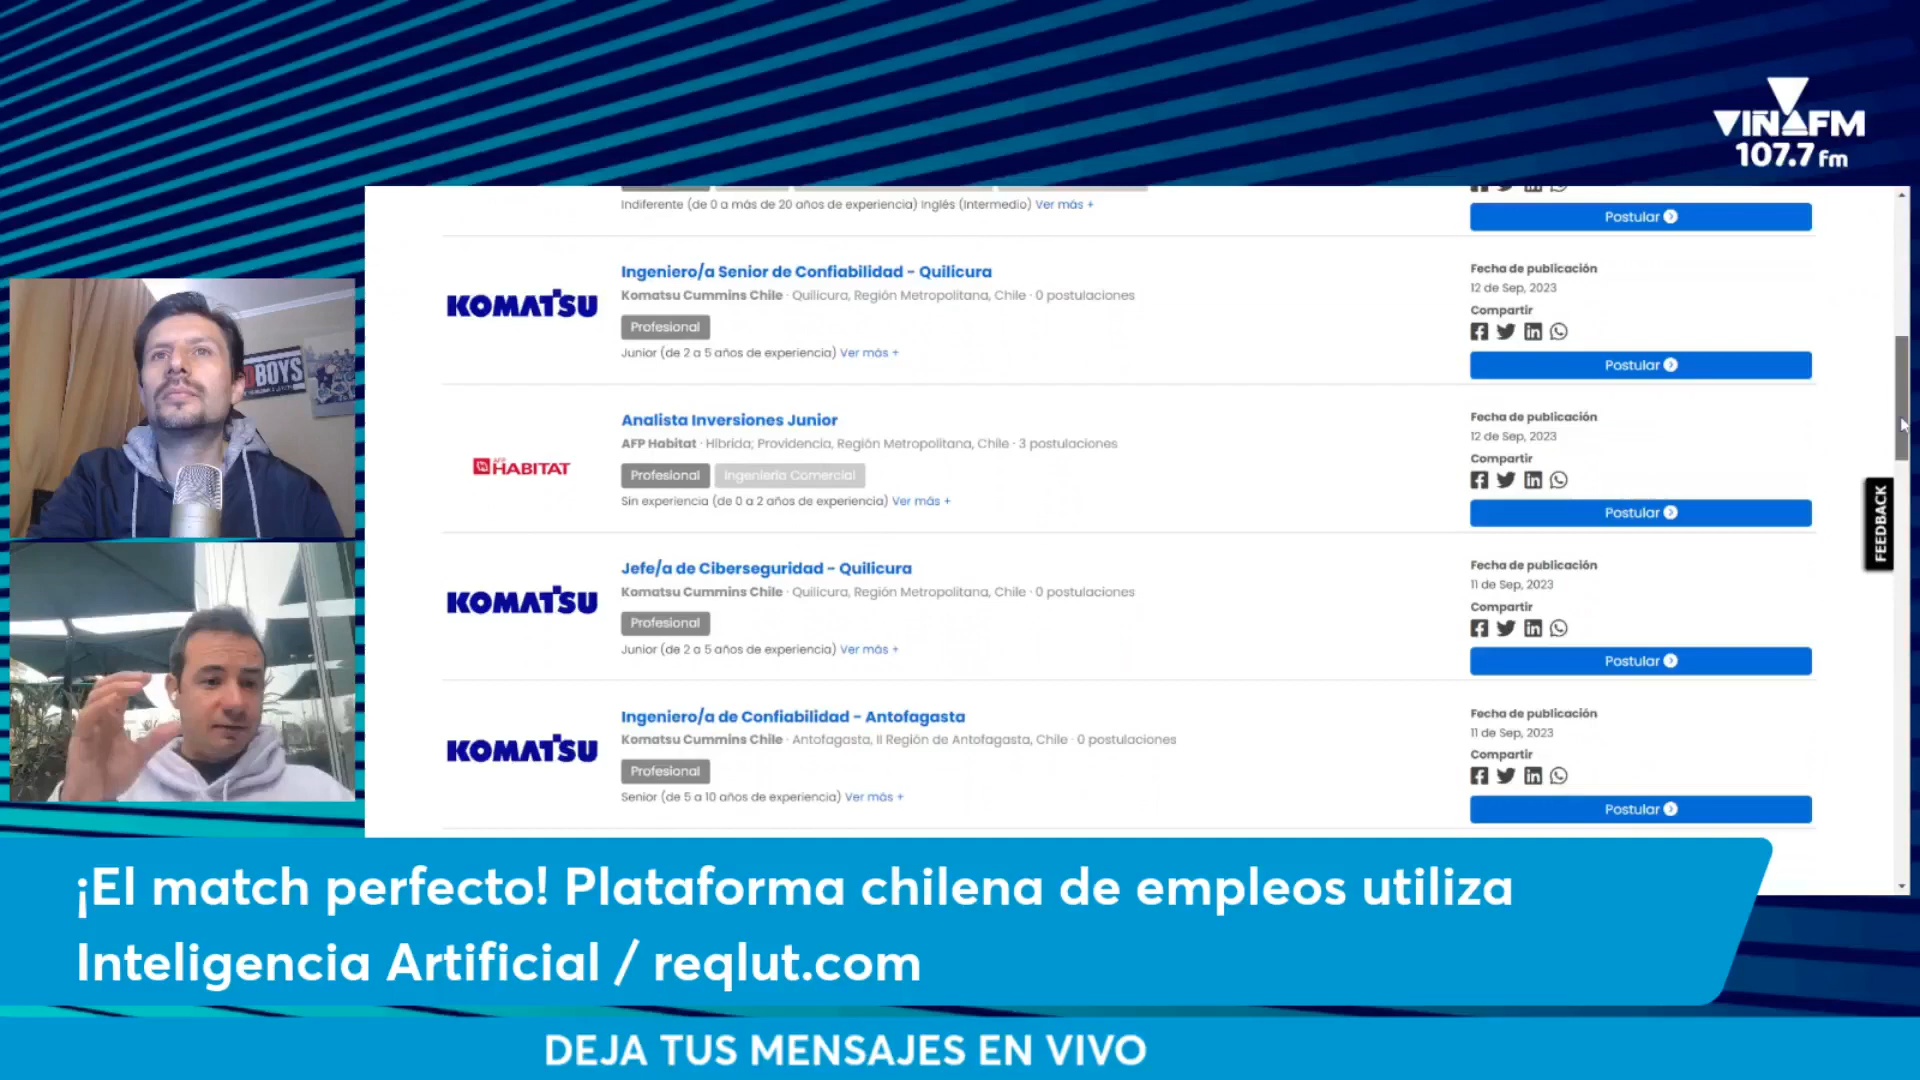 VIÑAFM
107.7 fm
Indiferente (de 0 a más de 20 años de experiencia) Inglés (Intermedio) Ver más +
Postular
KOMATSU
Ingeniero/a Senior de Confiabilidad - Quilicura
Komatsu Cummins Chile · Quilicura, Región Metropolitana, Chile · 0 postulaciones
Profesional
Junior (de 2 a 5 años de experiencia) Ver más +
Fecha de publicación
12 de Sep, 2023
Compartir
Postular
AFP
HABITAT
Analista Inversiones Junior
AFP Habitat · Híbrida; Providencia, Región Metropolitana, Chile · 3 postulaciones
Profesional Ingeniería Comercial
Sin experiencia (de 0 a 2 años de experiencia) Ver más +
Fecha de publicación
12 de Sep, 2023
Compartir
Postular
KOMATSU
Jefe/a de Ciberseguridad - Quilicura
Komatsu Cummins Chile · Quilicura, Región Metropolitana, Chile · 0 postulaciones
Profesional
Junior (de 2 a 5 años de experiencia) Ver más +
Fecha de publicación
11 de Sep, 2023
Compartir
Postular
KOMATSU
Ingeniero/a de Confiabilidad - Antofagasta
Komatsu Cummins Chile · Antofagasta, II Región de Antofagasta, Chile · 0 postulaciones
Profesional
Senior (de 5 a 10 años de experiencia) Ver más +
Fecha de publicación
11 de Sep, 2023
Compartir
Postular
FEEDBACK
BOYS
¡El match perfecto! Plataforma chilena de empleos utiliza
Inteligencia Artificial / reqlut.com
DEJA TUS MENSAJES EN VIVO